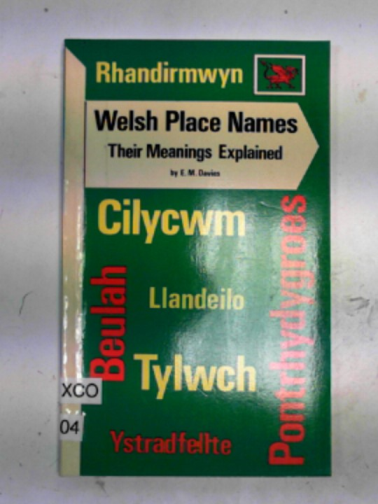 Rhandirmwyn
Welsh Place Names
Their Meanings Explained
by E. M. Davies
Cilycwm
Pontrhydygroes
Beulah
Llandeilo
Tylwch
XCO
04
Ystradfellte